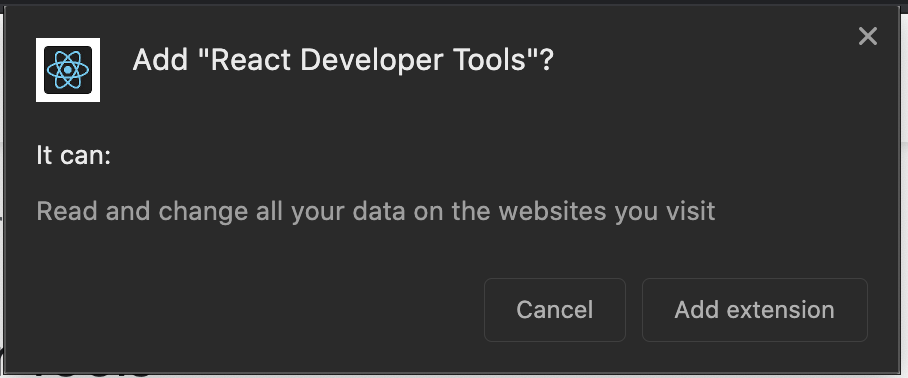 Add "React Developer Tools"?
It can:
Read and change all your data on the websites you visit
Cancel
Add extension